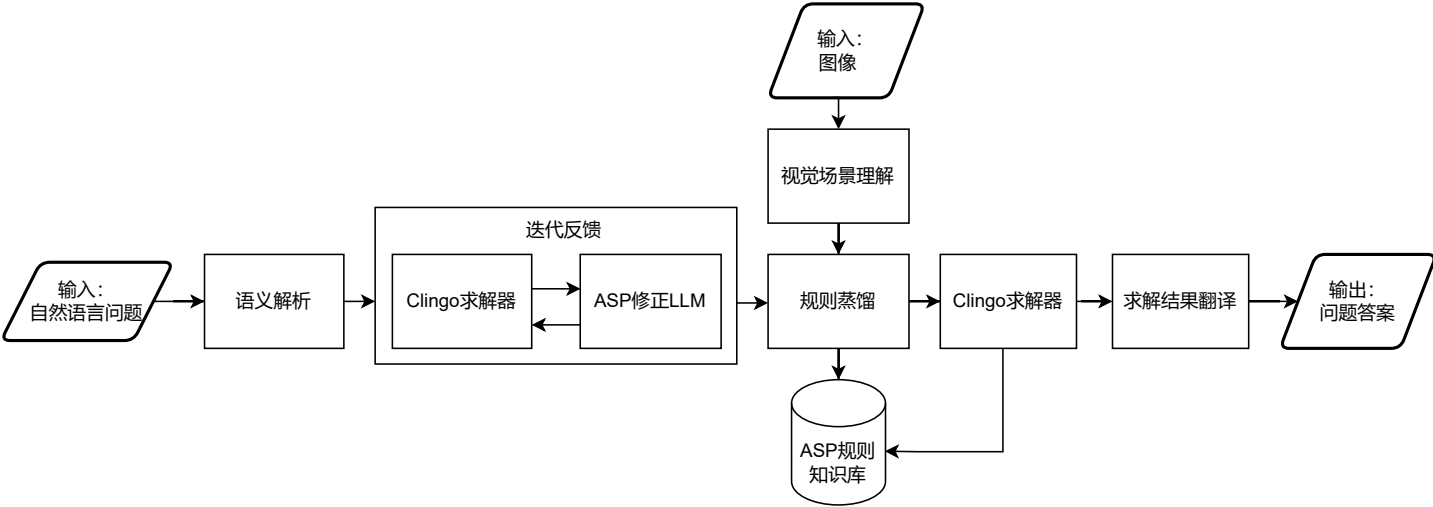 输入：
图像
视觉场景理解
迭代反馈
输入：
自然语言问题
语义解析
Clingo求解器
ASP修正LLM
规则蒸馏
Clingo求解器
求解结果翻译
输出：
问题答案
ASP规则
知识库